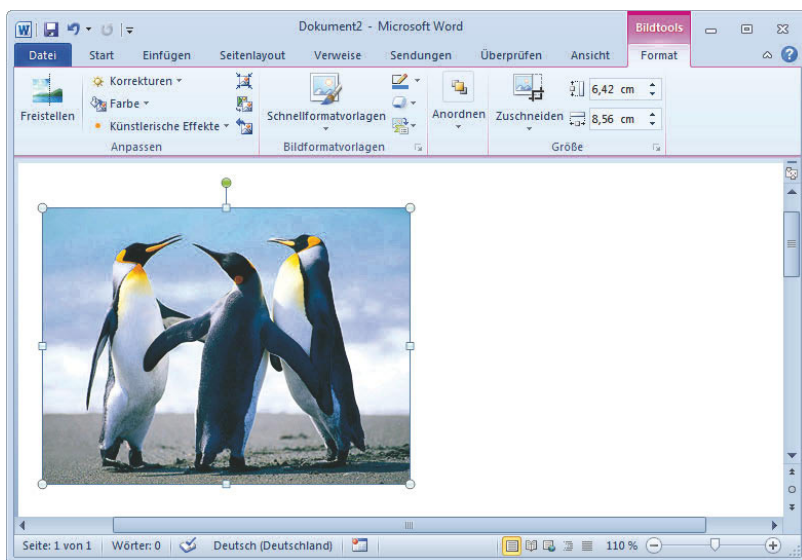 Dokument2 - Microsoft Word
Bildtools
Datei Start Einfügen Seitenlayout Verweise Sendungen Überprüfen Ansicht Format
Freistellen
Korrekturen
Farbe
Künstlerische Effekte
Anpassen
Schnellformatvorlagen
Bildformatvorlagen
Anordnen
Zuschneiden
6,42 cm
8,56 cm
Größe
Seite: 1 von 1 Wörter: 0 Deutsch (Deutschland) 110 %